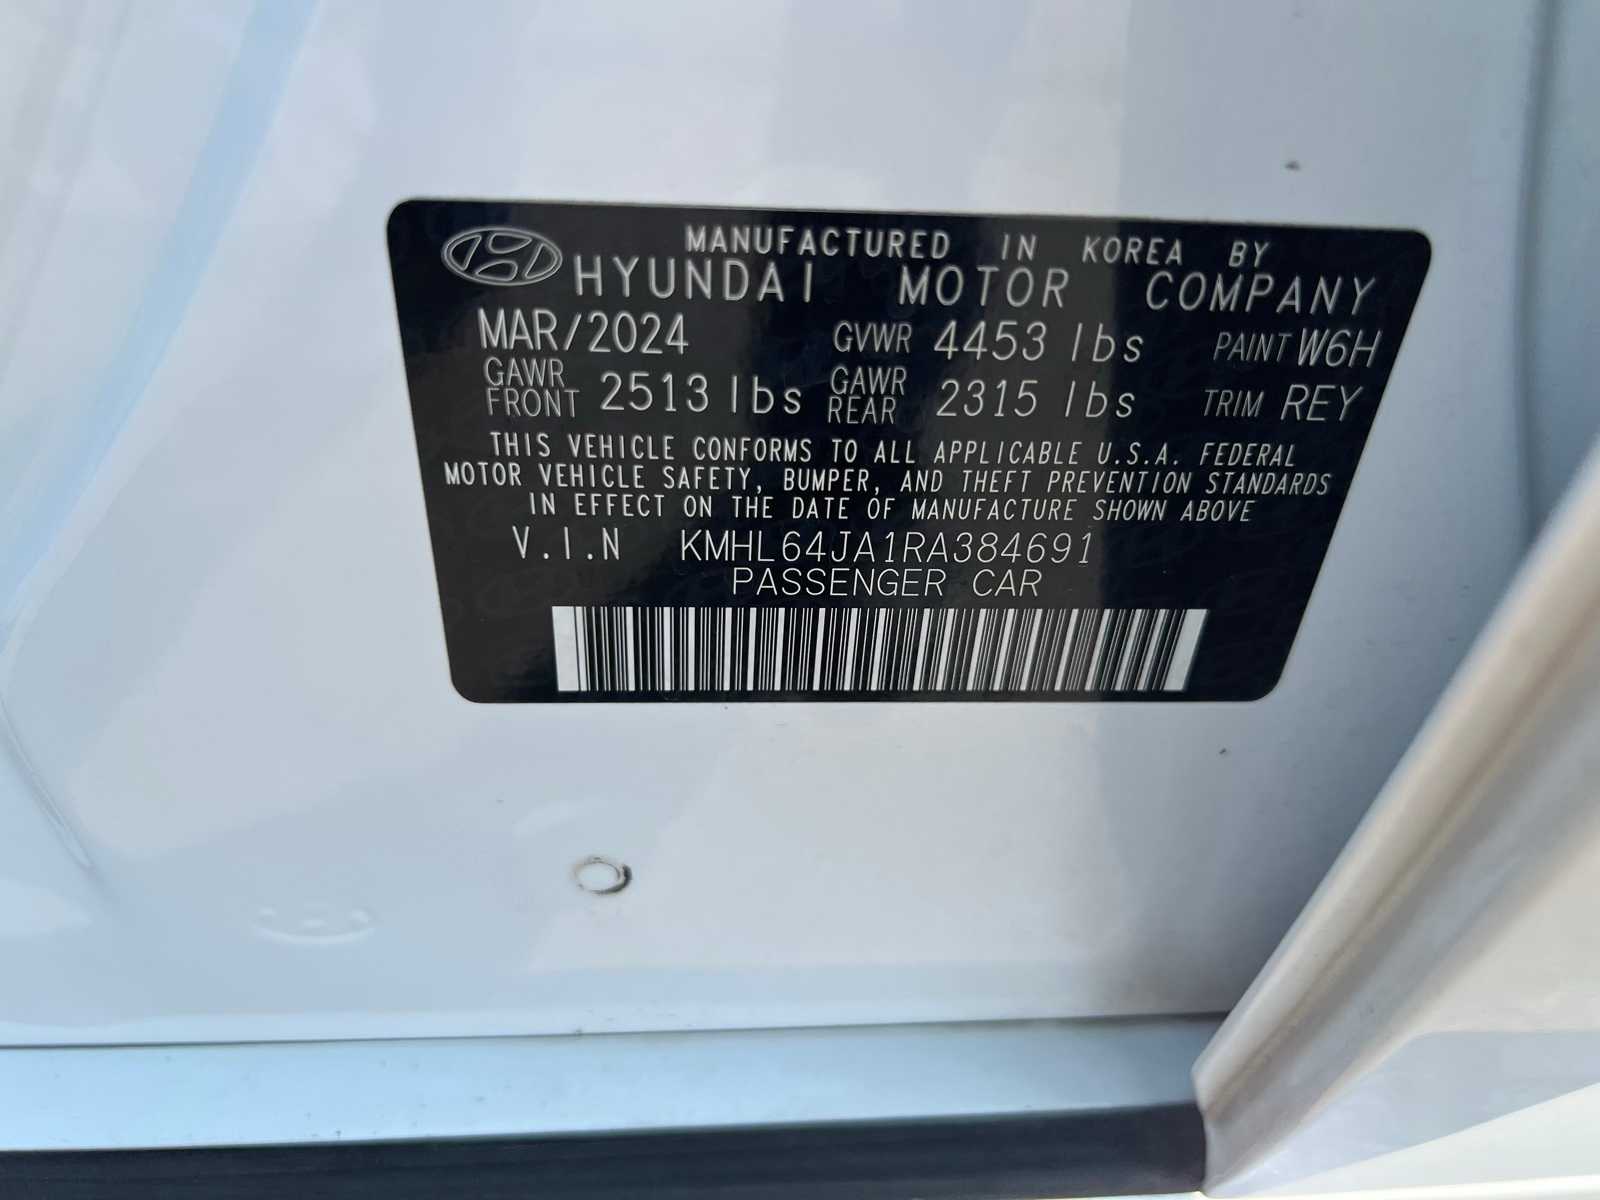 MANUFACTURED IN KOREA BY
HYUNDAI MOTOR COMPANY
MAR/2024 GVWR 4453 lbs PAINT W6H
GAWR FRONT 2513 lbs GAWR REAR 2315 lbs TRIM REY
THIS VEHICLE CONFORMS TO ALL APPLICABLE U.S.A. FEDERAL
MOTOR VEHICLE SAFETY, BUMPER, AND THEFT PREVENTION STANDARDS
IN EFFECT ON THE DATE OF MANUFACTURE SHOWN ABOVE
V.I.N KMHL64JA1RA384691
PASSENGER CAR